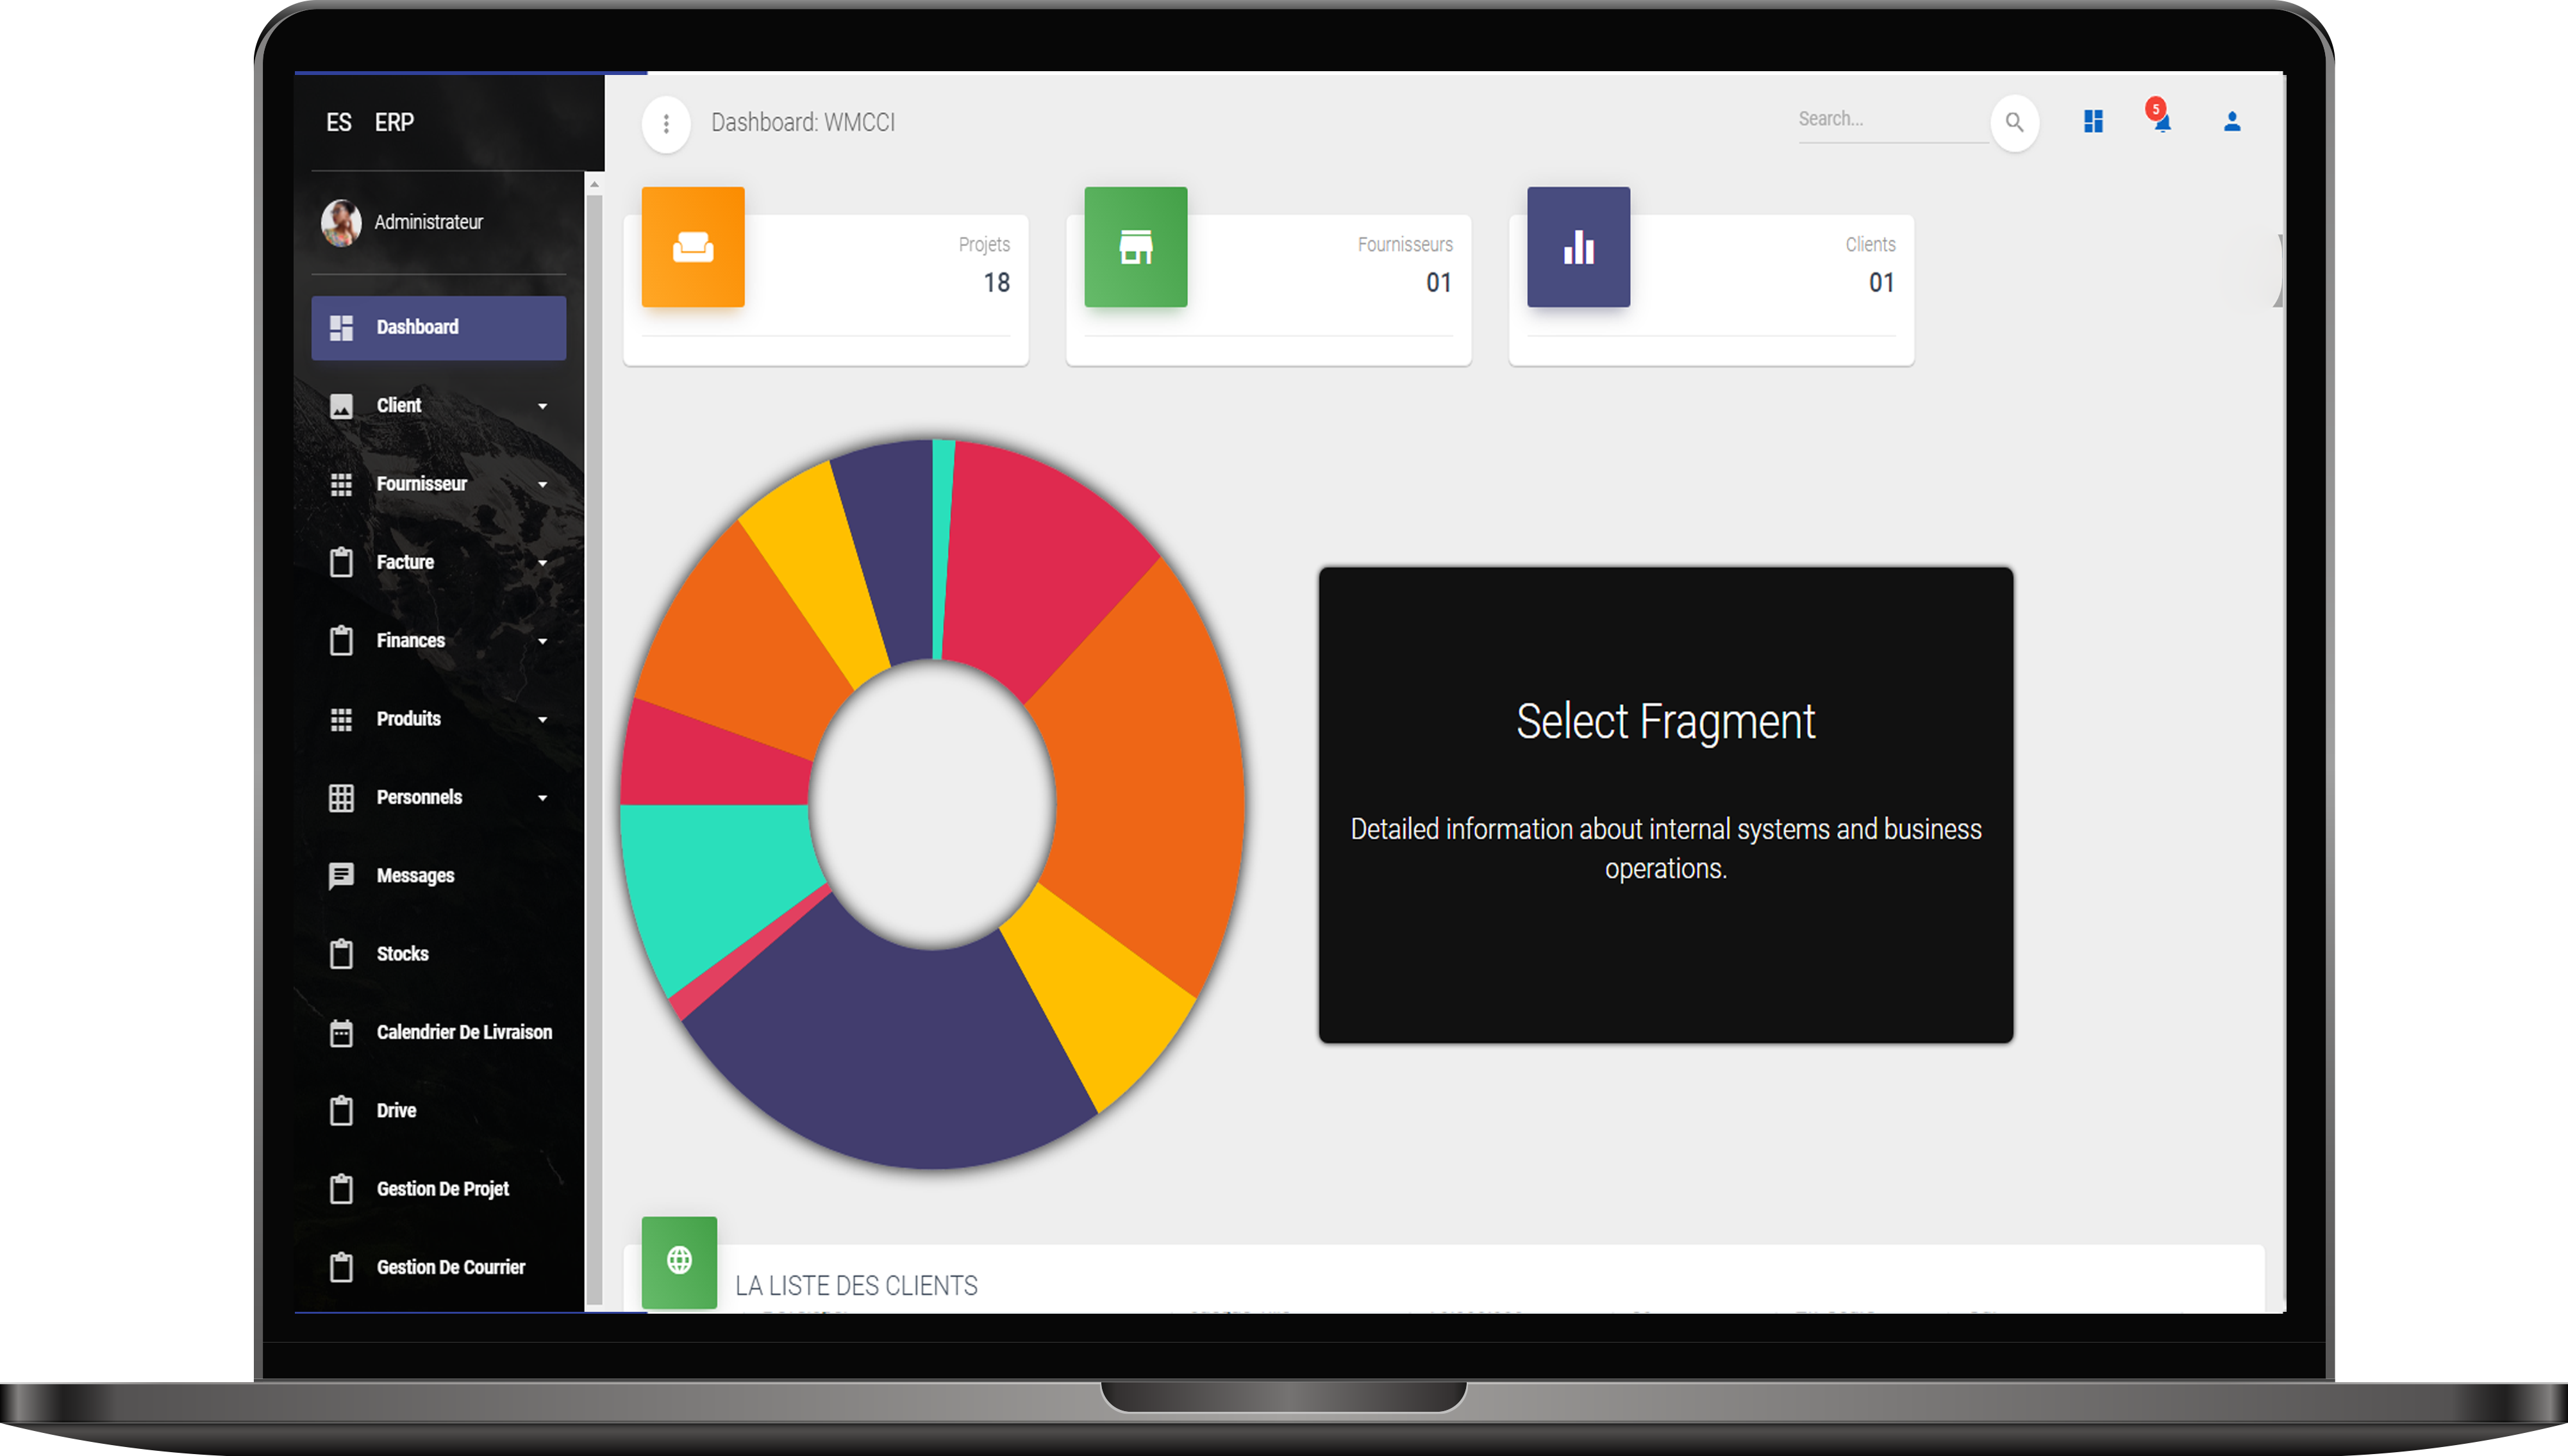 ES ERP
Administrateur
Dashboard
Client
Fournisseur
Facture
Finances
Produits
Personnels
Messages
Stocks
Calendrier De Livraison
Drive
Gestion De Projet
Gestion De Courrier
Dashboard: WMCCI
Search...
5
Projets
18
Fournisseurs
01
Clients
01
Select Fragment
Detailed information about internal systems and business
operations.
LA LISTE DES CLIENTS